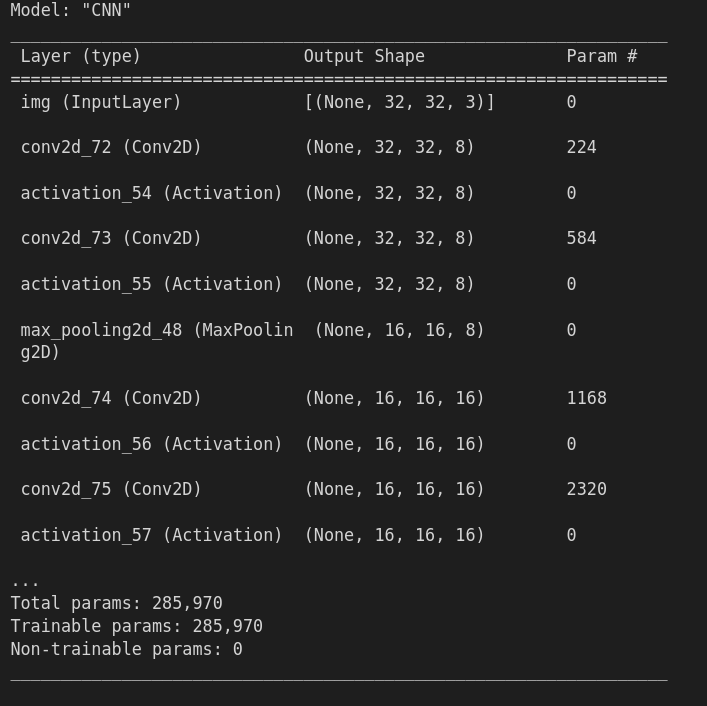 Model: "CNN"
_________________________________________________________________
 Layer (type)                Output Shape              Param #
=================================================================
 img (InputLayer)            [(None, 32, 32, 3)]       0
 conv2d_72 (Conv2D)          (None, 32, 32, 8)         224
 activation_54 (Activation)  (None, 32, 32, 8)         0
 conv2d_73 (Conv2D)          (None, 32, 32, 8)         584
 activation_55 (Activation)  (None, 32, 32, 8)         0
 max_pooling2d_48 (MaxPoolin  (None, 16, 16, 8)        0
 g2D)
 conv2d_74 (Conv2D)          (None, 16, 16, 16)        1168
 activation_56 (Activation)  (None, 16, 16, 16)        0
 conv2d_75 (Conv2D)          (None, 16, 16, 16)        2320
 activation_57 (Activation)  (None, 16, 16, 16)        0
...
Total params: 285,970
Trainable params: 285,970
Non-trainable params: 0
_________________________________________________________________